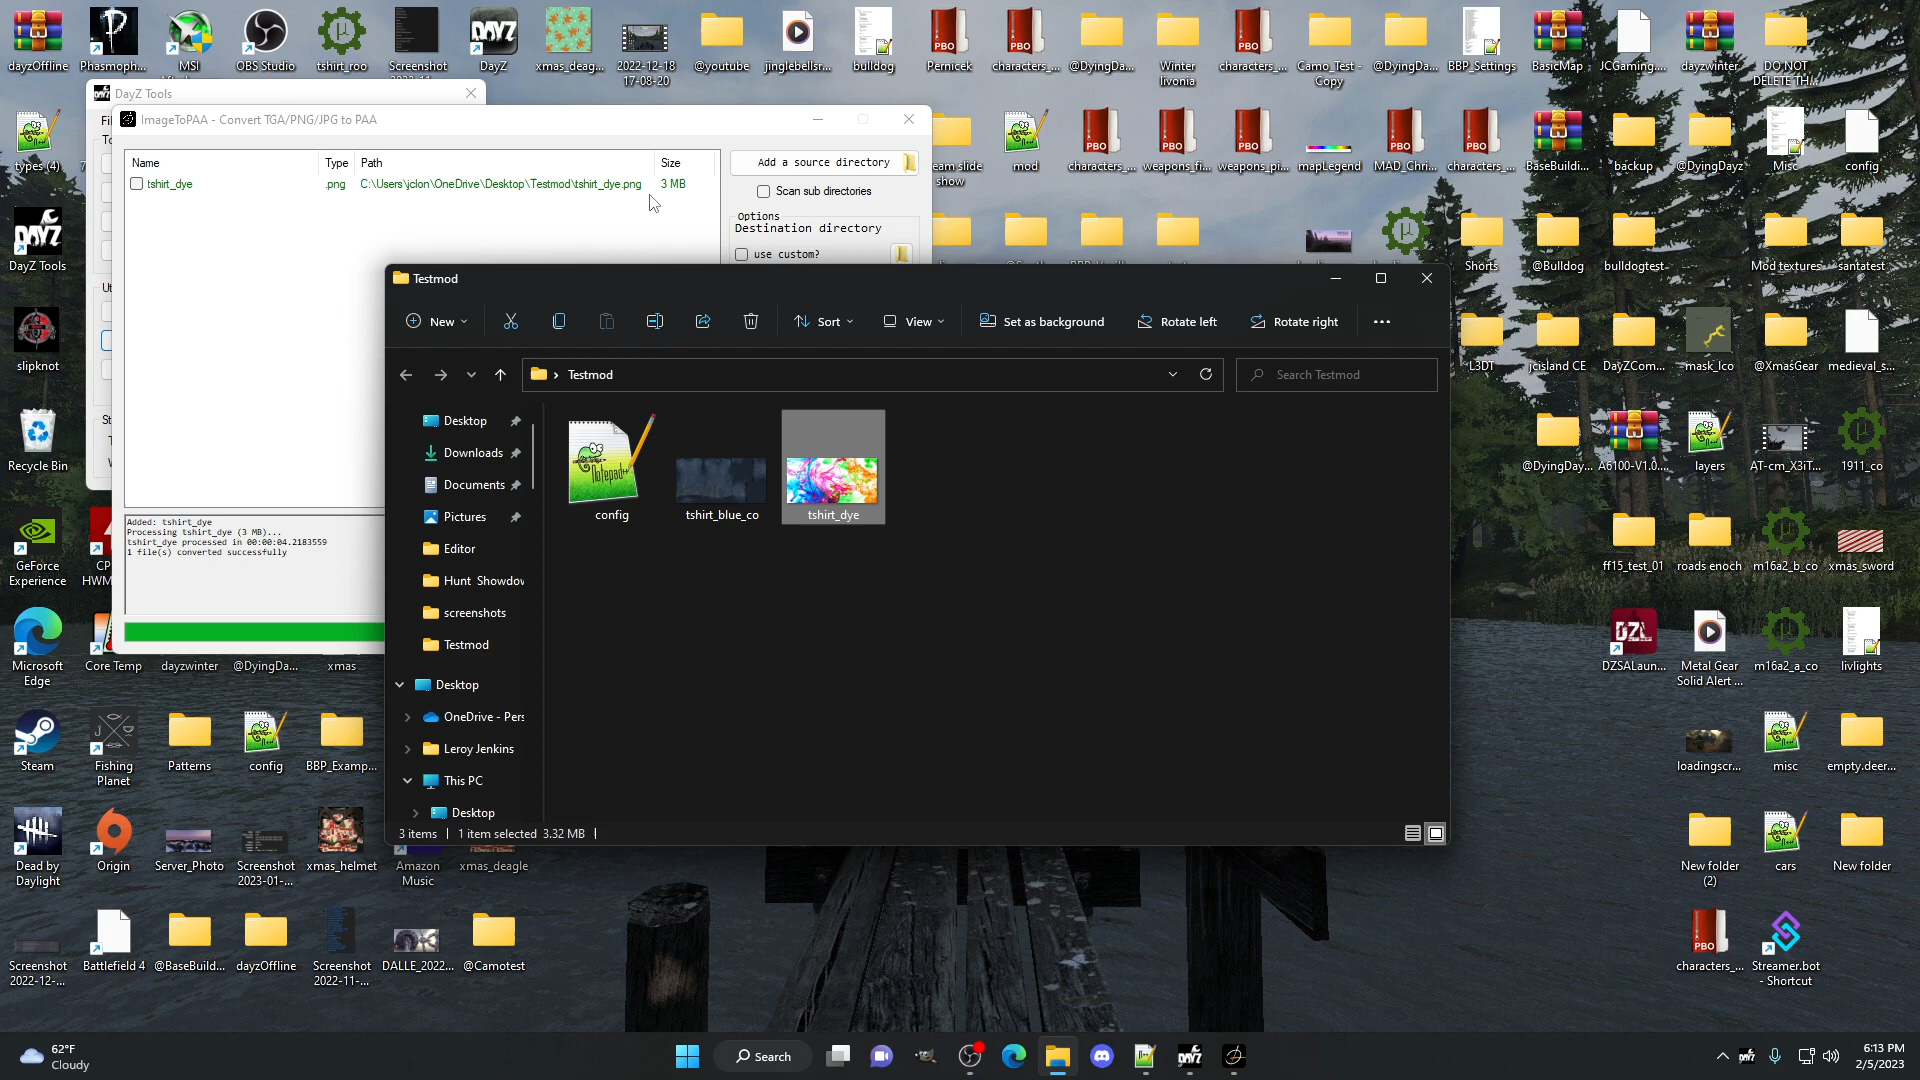 dayzOffline
Phasmoph...
MSI
OBS Studio
tshirt_roo
Screenshot
DayZ
xmas_deag...
2022-12-18
17-08-20
@youtube
jinglebellsr...
bulldog
Pernicek
characters_...
@DyingDa...
Winter
livonia
characters_...
Camo_Test -
Copy
@DyingDa...
BBP_Settings
BasicMap
JCGaming....
dayzwinter
DO NOT
DELETE TH...
DayZ Tools
ImageToPAA - Convert TGA/PNG/JPG to PAA
Name
Type
Path
Size
tshirt_dye
.png
C:\Users\jclon\OneDrive\Desktop\Testmod\tshirt_dye.png
3 MB
Add a source directory
Scan sub directories
Options
Destination directory
use custom?
Added: tshirt_dye
Processing tshirt_dye (3 MB)...
tshirt_dye processed in 00:00:04.2183559
1 file(s) converted successfully
types (4)
eam slide
show
mod
characters_...
weapons_fi...
weapons_pi...
mapLegend
MAD_Chri...
characters_...
BaseBuildi...
backup
@DyingDayz
Misc
config
DayZ Tools
Shorts
@Bulldog
bulldogtest
Mod textures
santatest
slipknot
L3DT
jcisland CE
DayZCom...
mask_lco
@XmasGear
medieval_s...
Recycle Bin
@DyingDay...
A6100-V1.0....
layers
AT-cm_X3iT...
1911_co
GeForce
Experience
CP
HWM
ff15_test_01
roads enoch
m16a2_b_co
xmas_sword
Microsoft
Edge
Core Temp
dayzwinter
@DyingDa...
xmas
DZSALaun...
Metal Gear
Solid Alert ...
m16a2_a_co
livlights
Testmod
New
Sort
View
Set as background
Rotate left
Rotate right
Testmod
Search Testmod
Desktop
Downloads
Documents
Pictures
Editor
Hunt Showdow
screenshots
Testmod
Desktop
OneDrive - Pers
Leroy Jenkins
This PC
Desktop
config
tshirt_blue_co
tshirt_dye
3 items
1 item selected 3.32 MB
Steam
Fishing
Planet
Patterns
config
BBP_Examp...
loadingscr...
misc
empty.deer...
Dead by
Daylight
Origin
Server_Photo
Screenshot
2023-01-...
xmas_helmet
Amazon
Music
xmas_deagle
New folder
(2)
cars
New folder
Screenshot
2022-12-...
Battlefield 4
@BaseBuild...
dayzOffline
Screenshot
2022-11-...
DALLE_2022...
@Camotest
characters_...
Streamer.bot
- Shortcut
62°F
Cloudy
Search
6:13 PM
2/5/2023